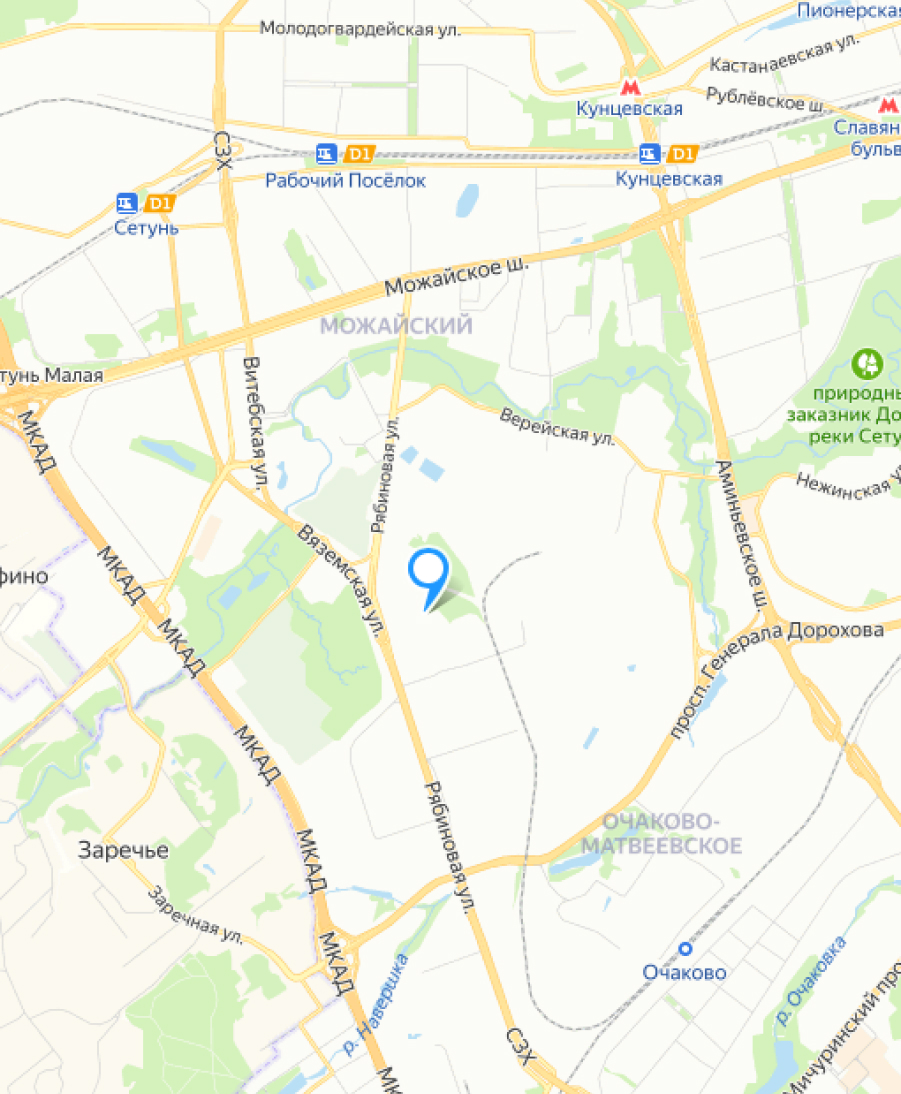 Пионерская
Молодогвардейская ул.
Кастанаевская ул.
Рублёвское ш.
Кунцевская
Славян
бульв
СЗХ
D1
D1
Рабочий Посёлок
Кунцевская
D1
Сетунь
Можайское ш.
МОЖАЙСКИЙ
тунь Малая
Витебская ул.
природны
заказник До
реки Сету
МКАД
Верейская ул.
Рябиновая ул.
Аминьевское ш.
Нежинская у
Вяземская ул.
фино
МКАД
МКАД
просп. Генерала Дорохова
МКАД
Рябиновая ул.
ОЧАКОВО-
МАТВЕЕВСКОЕ
Заречье
МКАД
Заречная ул.
МКАД
р. Навершка
Очаково
р. Очаковка
Мичуринский про
СЗХ
МК